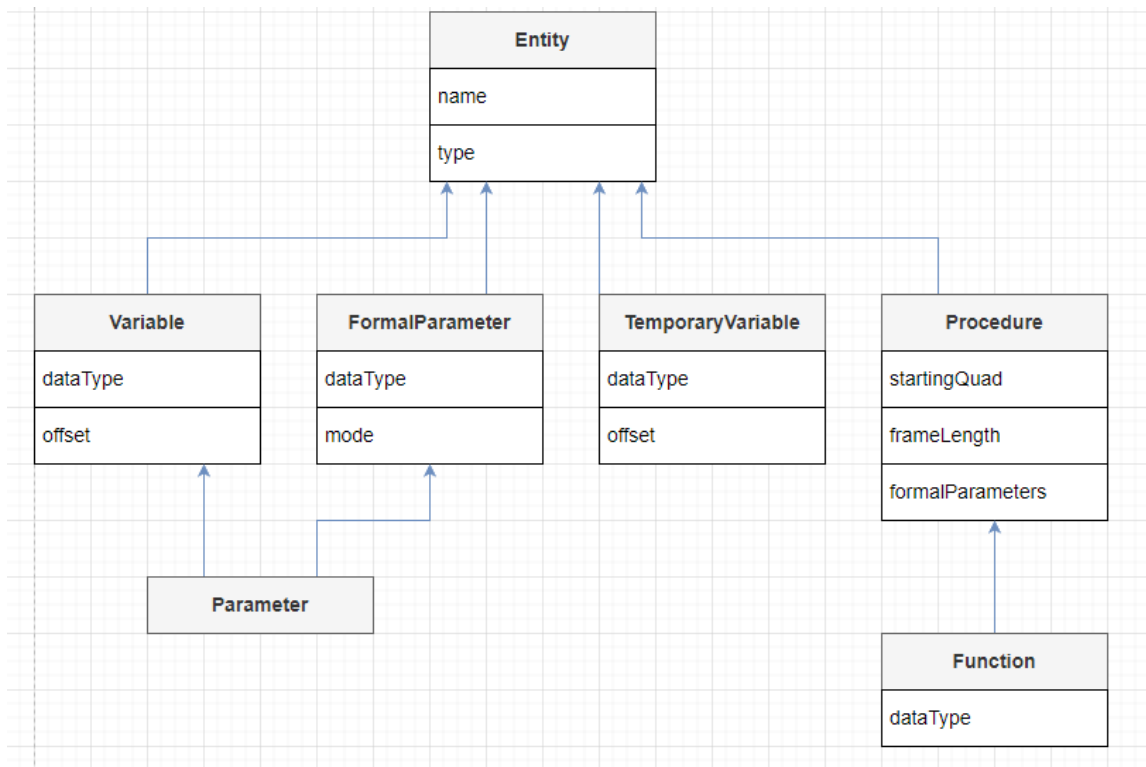 Entity
name
type
Variable
dataType
offset
FormalParameter
dataType
mode
TemporaryVariable
dataType
offset
Procedure
startingQuad
frameLength
formalParameters
Parameter
Function
dataType